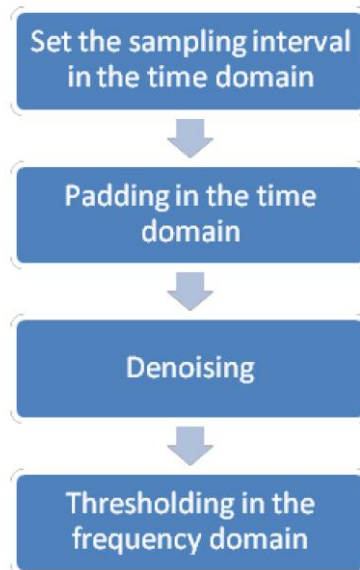 Set the sampling interval
in the time domain
Padding in the time
domain
Denoising
Thresholding in the
frequency domain